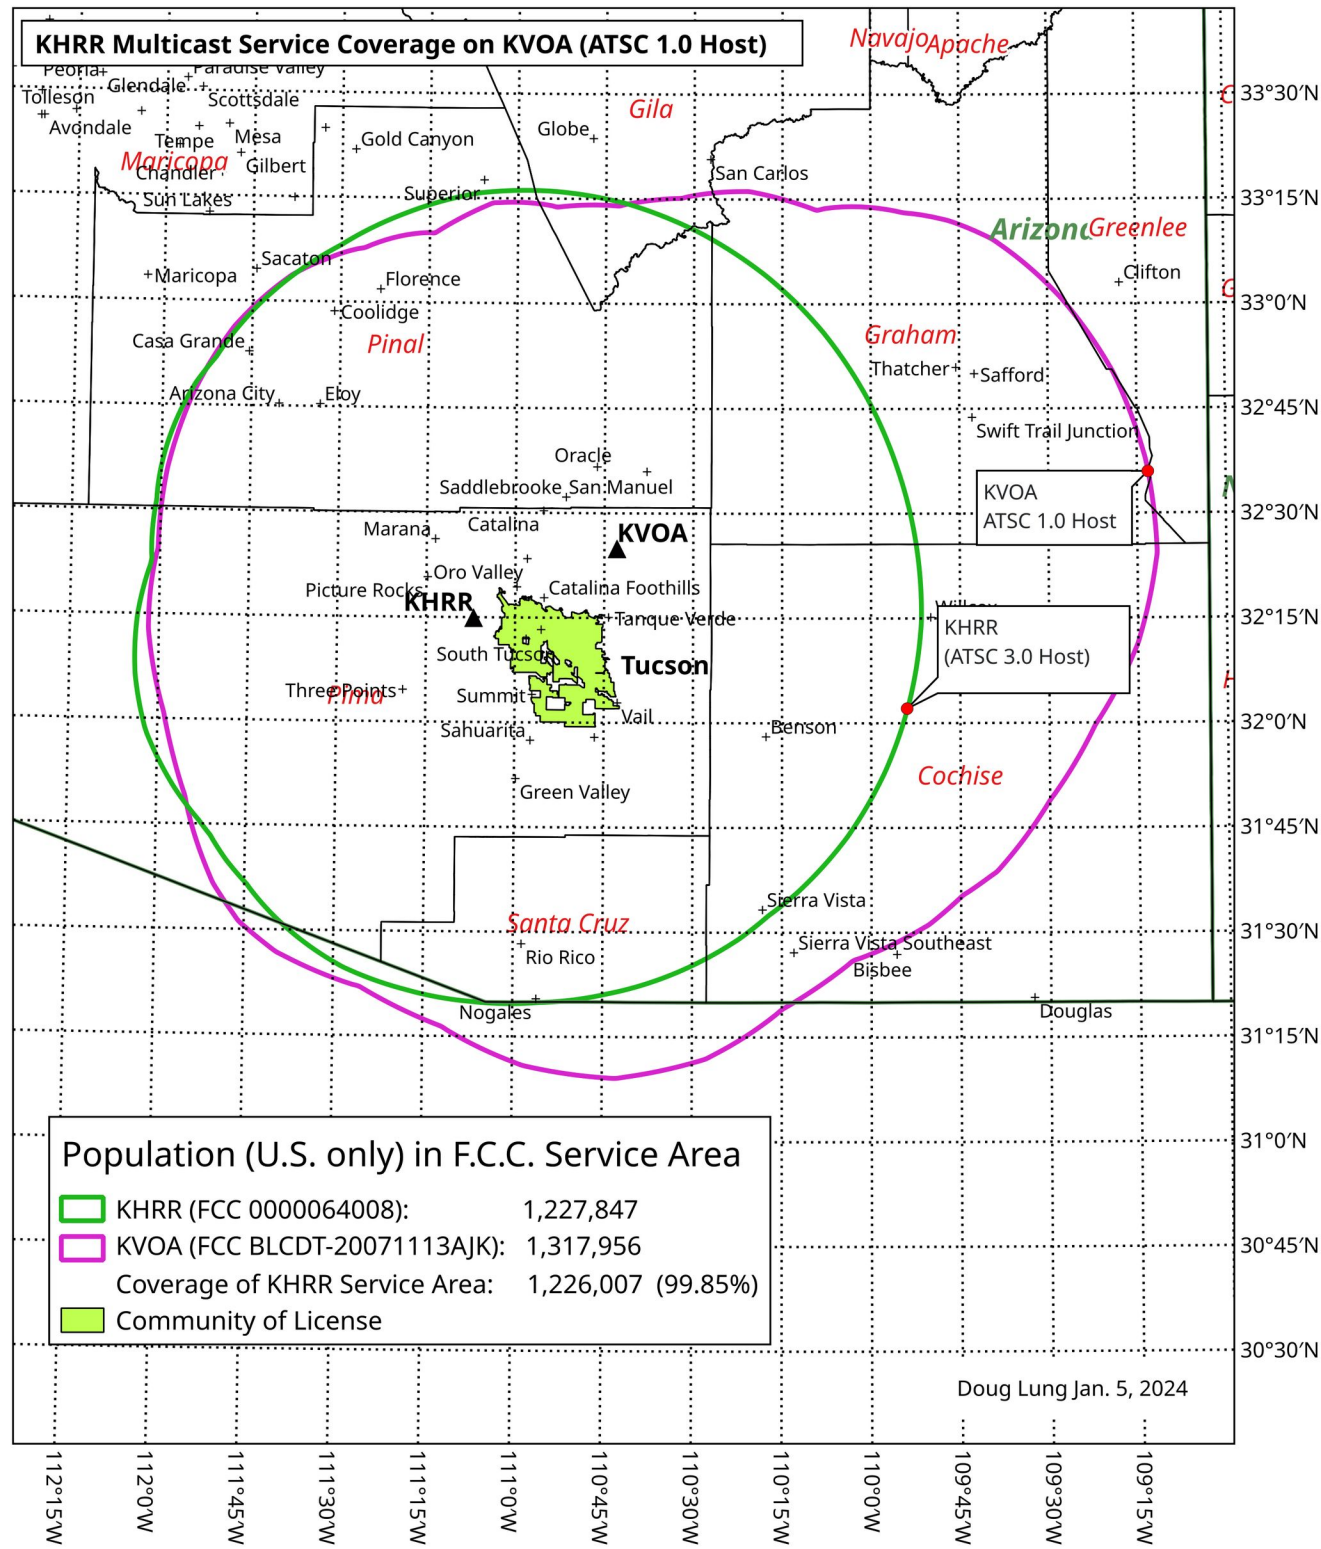 KHRR Multicast Service Coverage on KVOA (ATSC 1.0 Host)
Navajo
Apache
Peoria
Paradise Valley
Glendale
Tolleson
Scottsdale
Gila
33°30′N
Avondale
Globe
Mesa
Tempe
Gold Canyon
Maricopa
Gilbert
Chandler
San Carlos
Superior
Sun Lakes
33°15′N
Greenlee
Sacaton
Maricopa
Florence
Clifton
33°0′N
Coolidge
Graham
Casa Grande
Pinal
Thatcher
Safford
Arizona City
Eloy
32°45′N
Swift Trail Junction
Oracle
Saddlebrooke
San Manuel
KVOA
ATSC 1.0 Host
32°30′N
Marana
Catalina
KVOA
Oro Valley
Picture Rocks
Catalina Foothills
KHRR
Tanque Verde
32°15′N
KHRR
(ATSC 3.0 Host)
South Tucson
Tucson
Three Points
Pima
Summit
Vail
32°0′N
Sahuarita
Benson
Cochise
Green Valley
31°45′N
Sierra Vista
Santa Cruz
31°30′N
Sierra Vista Southeast
Rio Rico
Bisbee
Nogales
Douglas
31°15′N
31°0′N
Population (U.S. only) in F.C.C. Service Area
KHRR (FCC 0000064008): 1,227,847
KVOA (FCC BLCDT-20071113AJK): 1,317,956
30°45′N
Coverage of KHRR Service Area: 1,226,007 (99.85%)
Community of License
30°30′N
Doug Lung Jan. 5, 2024
112°15′W
112°0′W
111°45′W
111°30′W
111°15′W
111°0′W
110°45′W
110°30′W
110°15′W
110°0′W
109°45′W
109°30′W
109°15′W